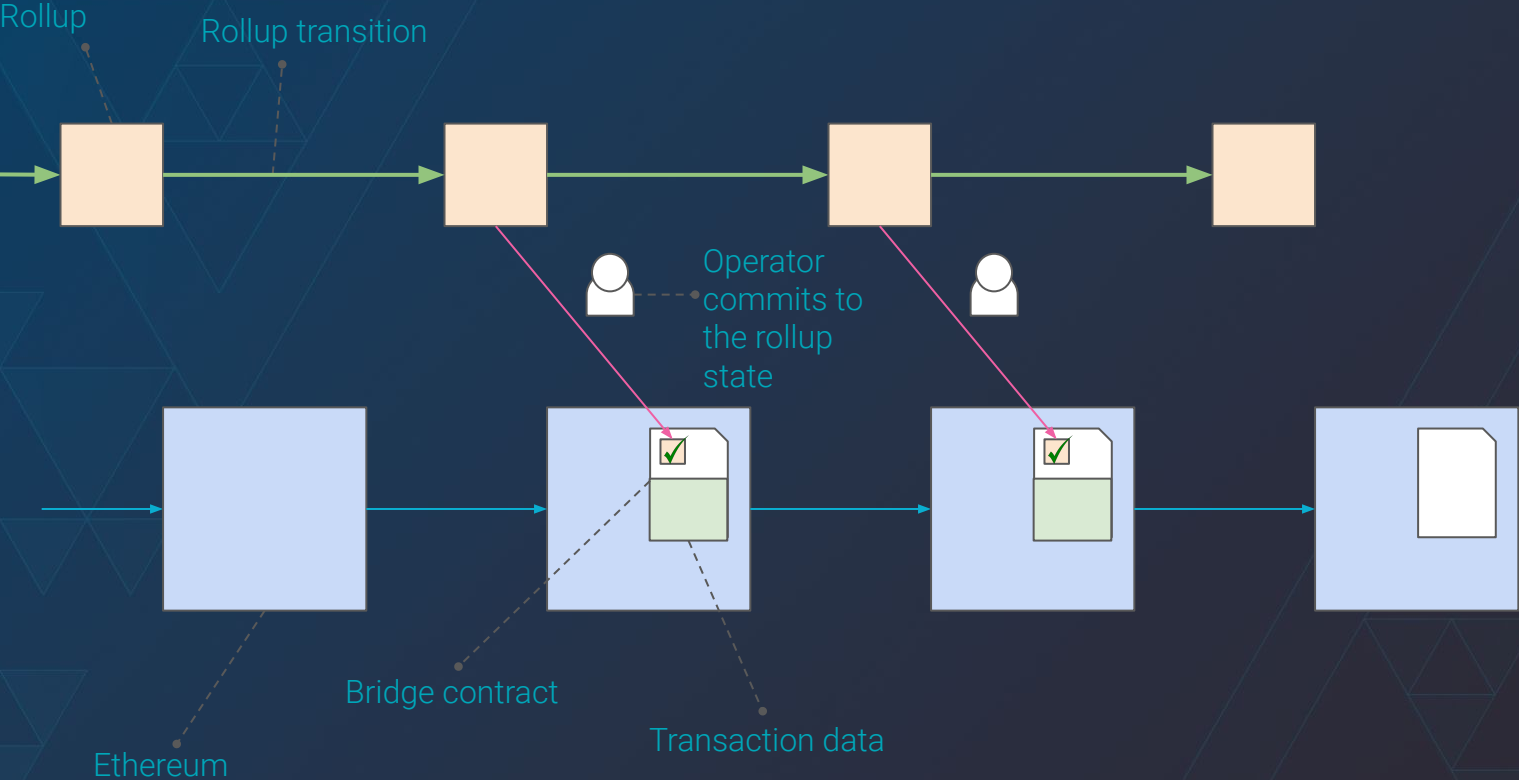 Rollup
Rollup transition
Operator
commits to
the rollup
state
Bridge contract
Transaction data
Ethereum